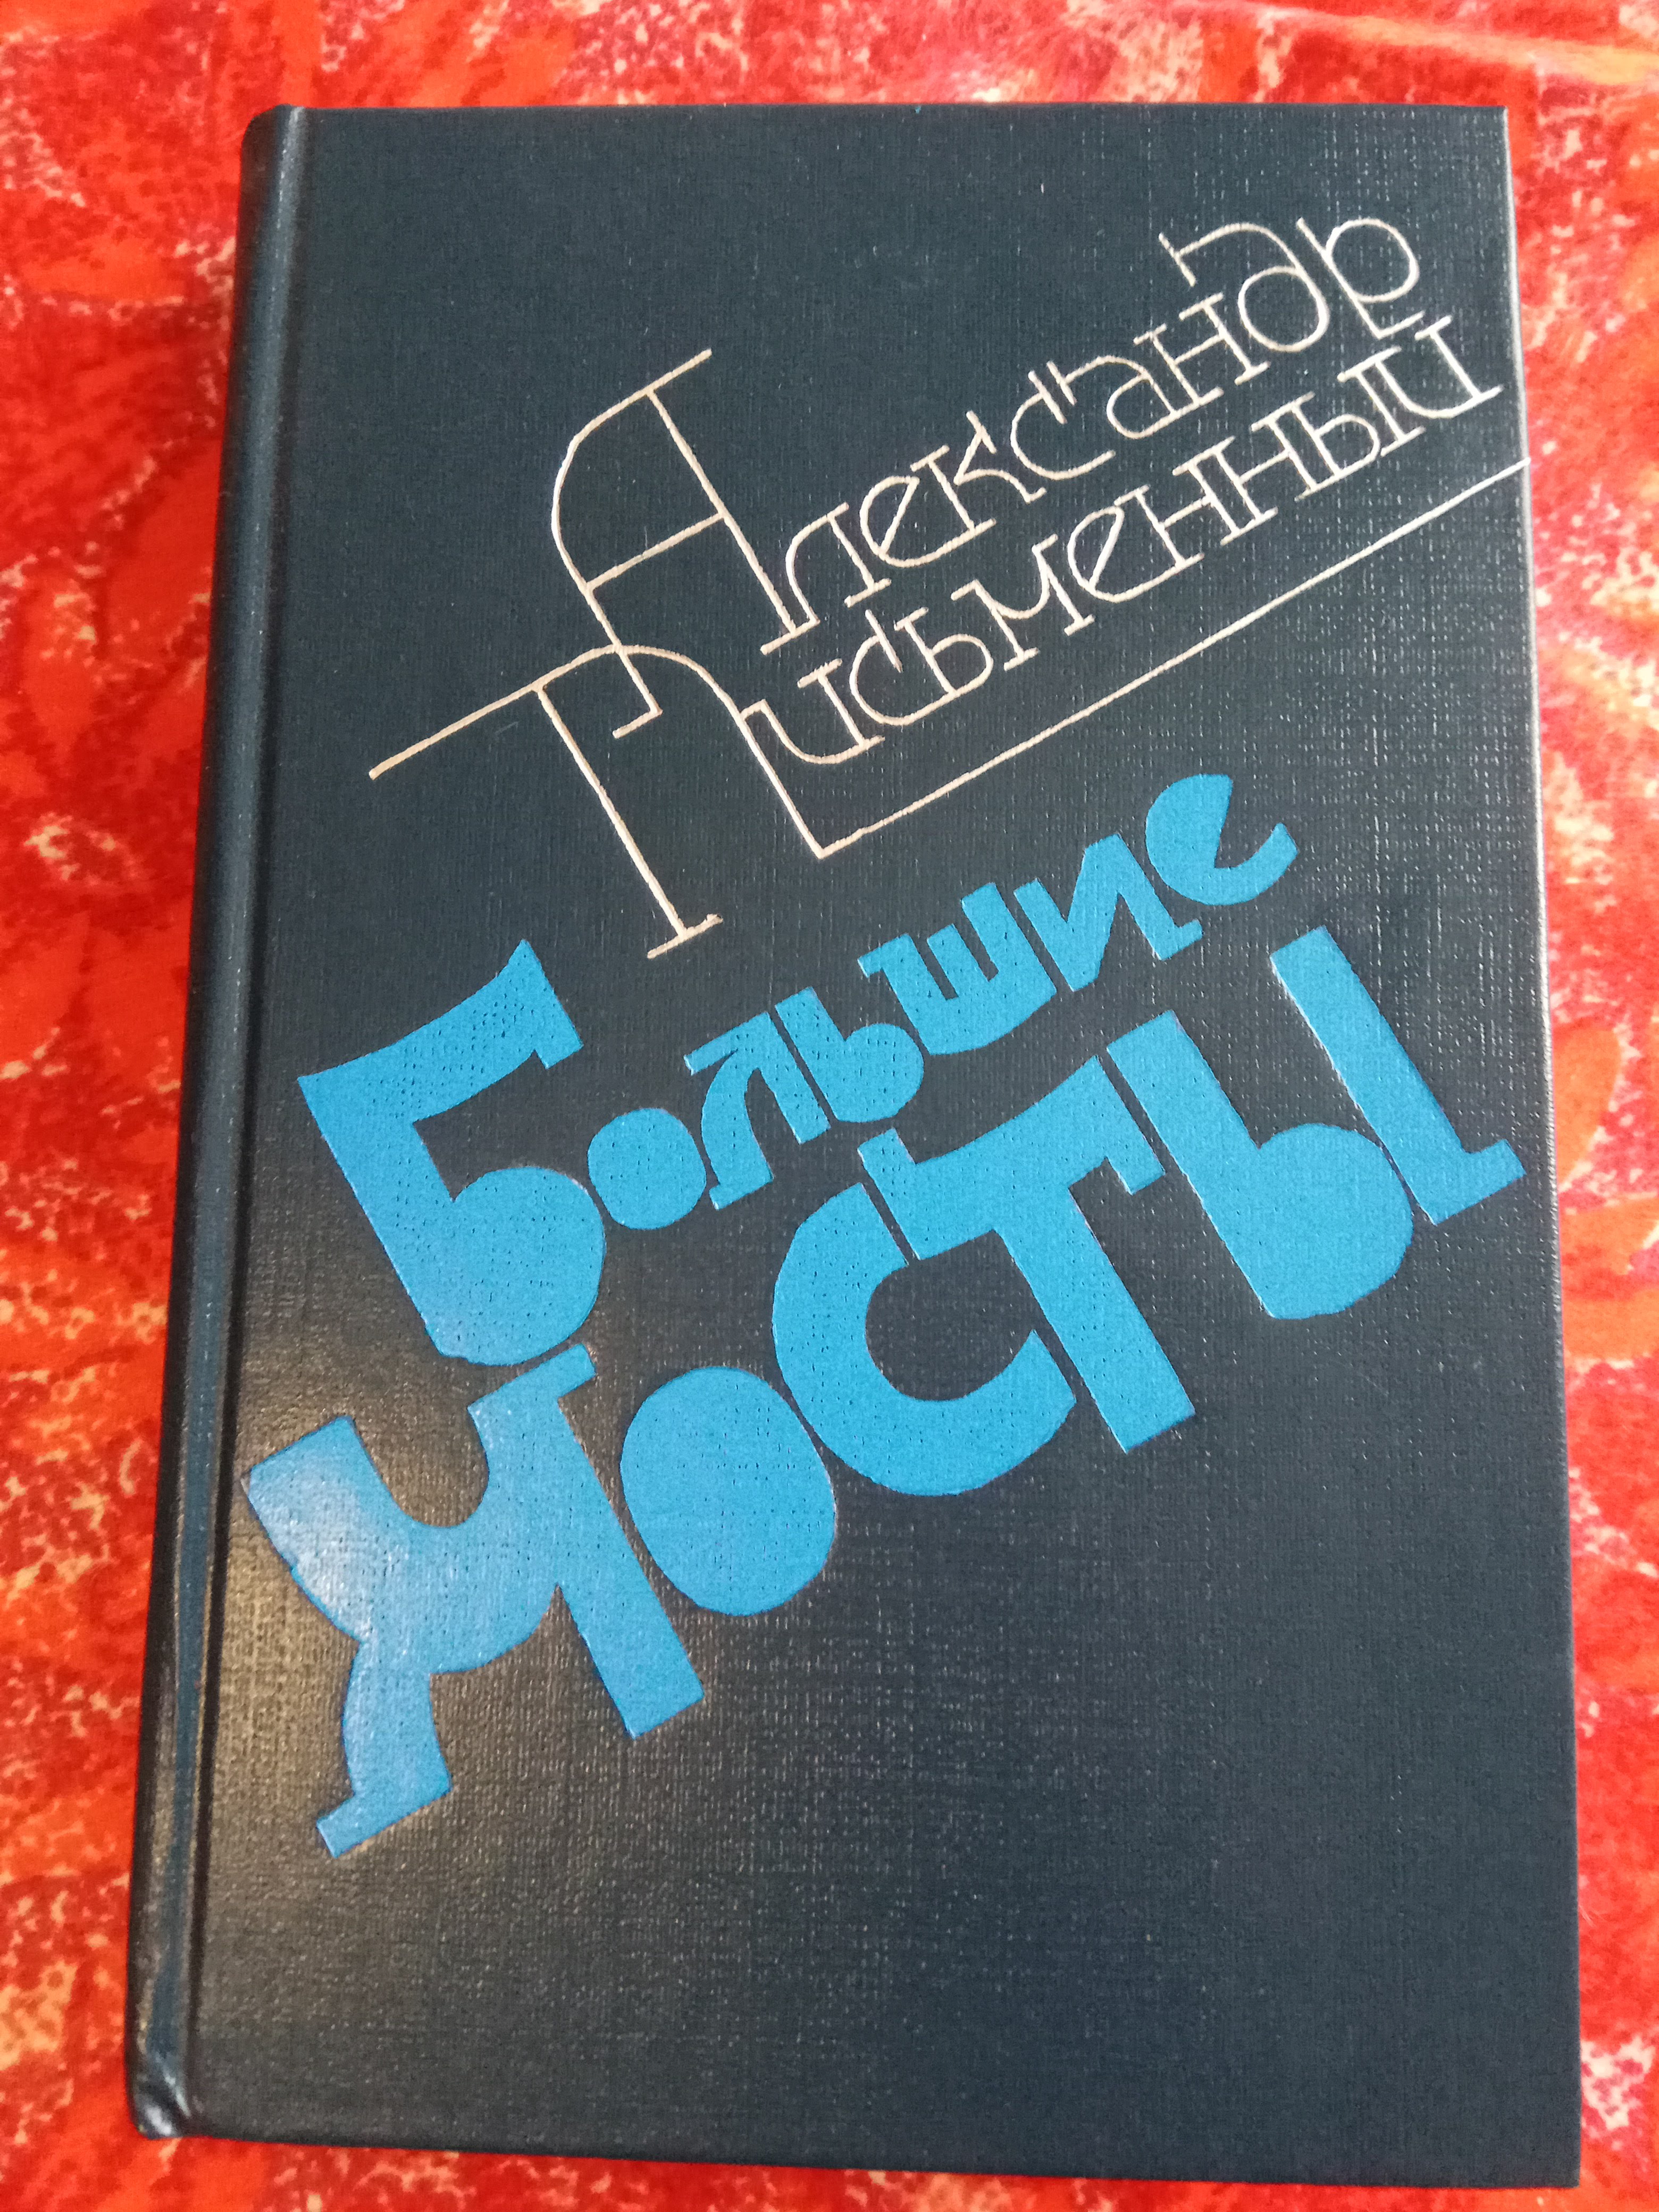 Александр
Письменный
Большие
мосты